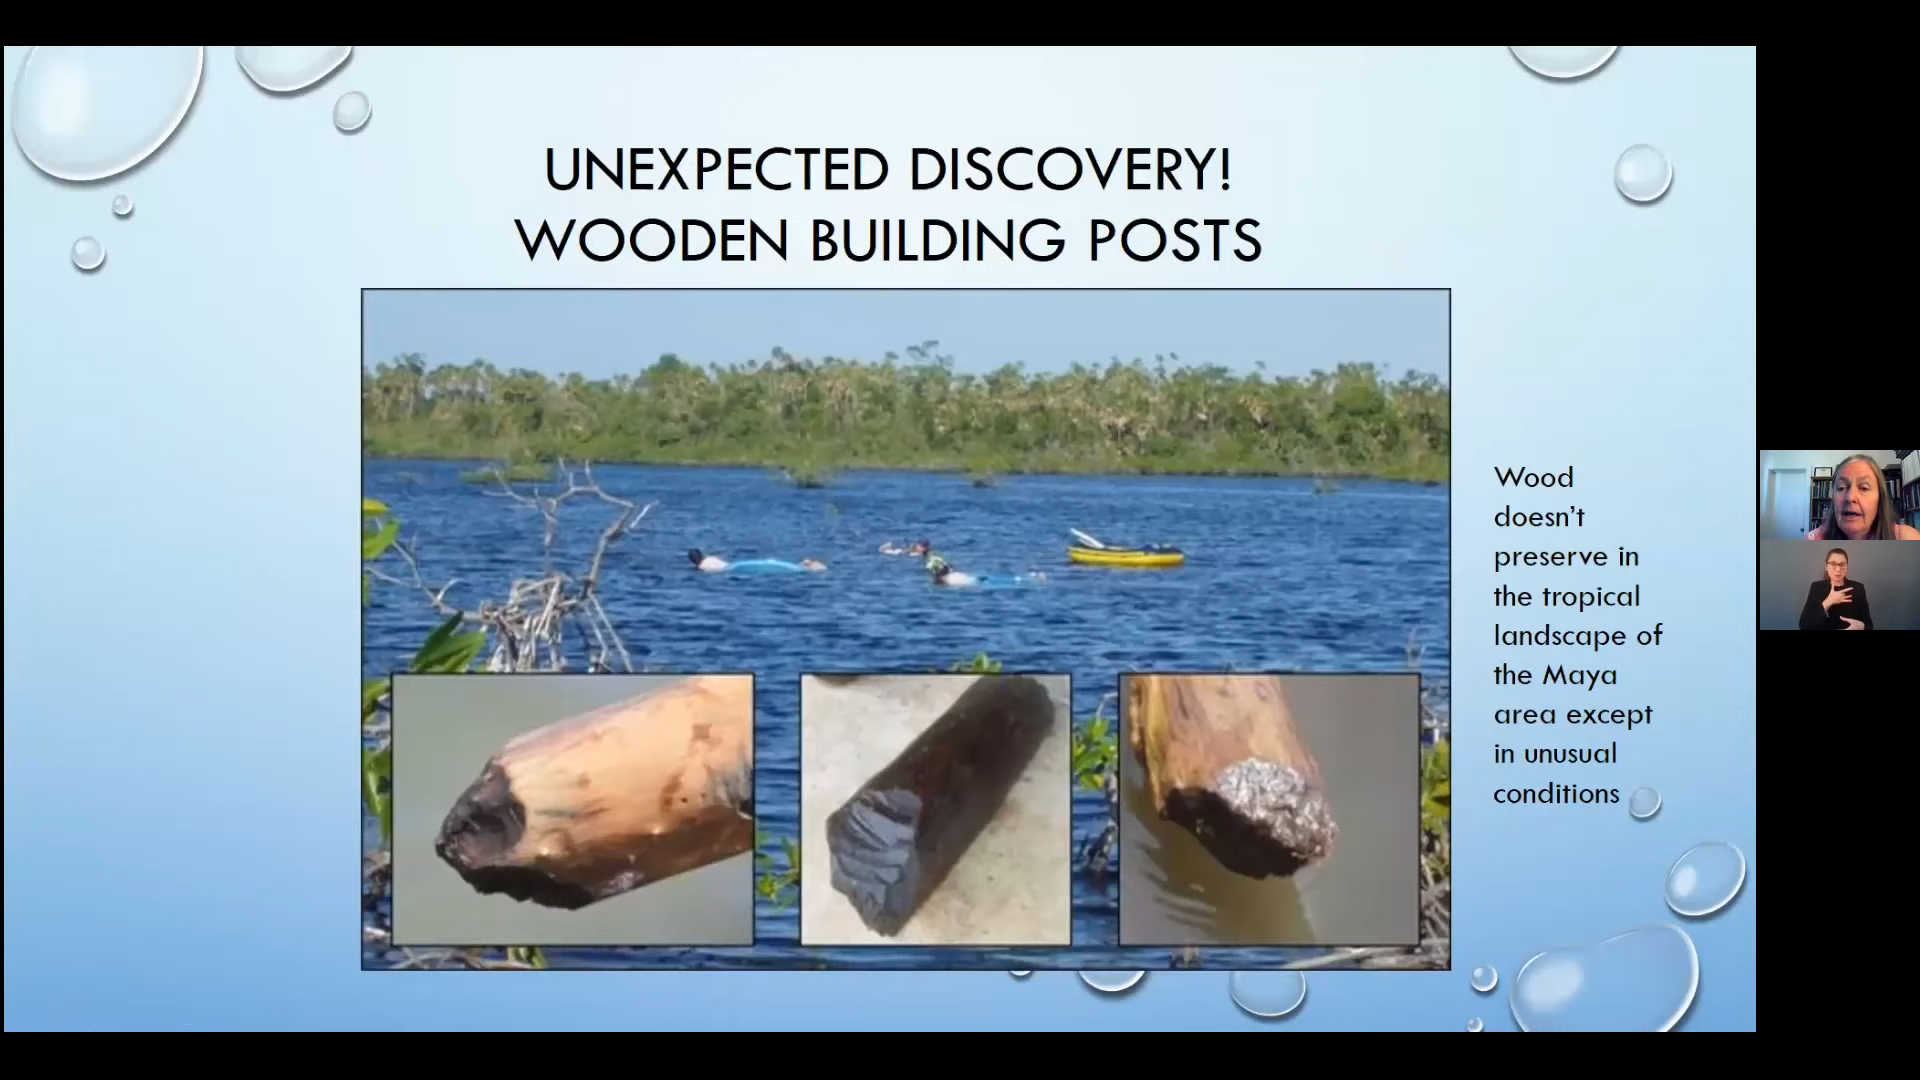 UNEXPECTED DISCOVERY!
WOODEN BUILDING POSTS
Wood
doesn’t
preserve in
the tropical
landscape of
the Maya
area except
in unusual
conditions